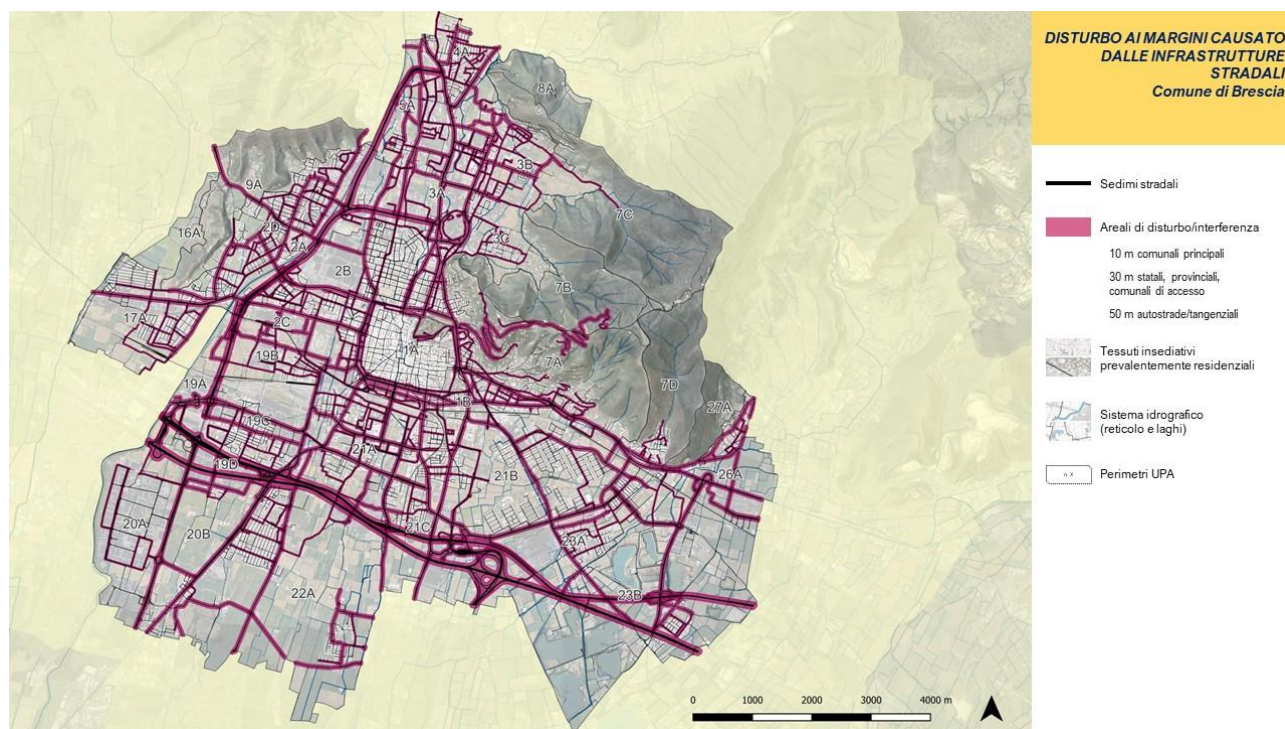 DISTURBO AI MARGINI CAUSATO
DALLE INFRASTRUTTURE
STRADALI
Comune di Brescia
Sedimi stradali
Areali di disturbo/interferenza
10 m comunali principali
30 m statali, provinciali,
comunali di accesso
50 m autostrade/tangenziali
Tessuti insediativi
prevalentemente residenziali
Sistema idrografico
(reticolo e laghi)
n. X
Perimetri UPA
4A
8A
5A
3B
9A
3A
7C
16A
2D
2A
3C
2B
7B
17A
2C
1A
19B
7A
7D
19A
1B
27A
19C
21A
19D
21B
26A
20A
20B
21C
23A
22A
23B
0 1000 2000 3000 4000 m